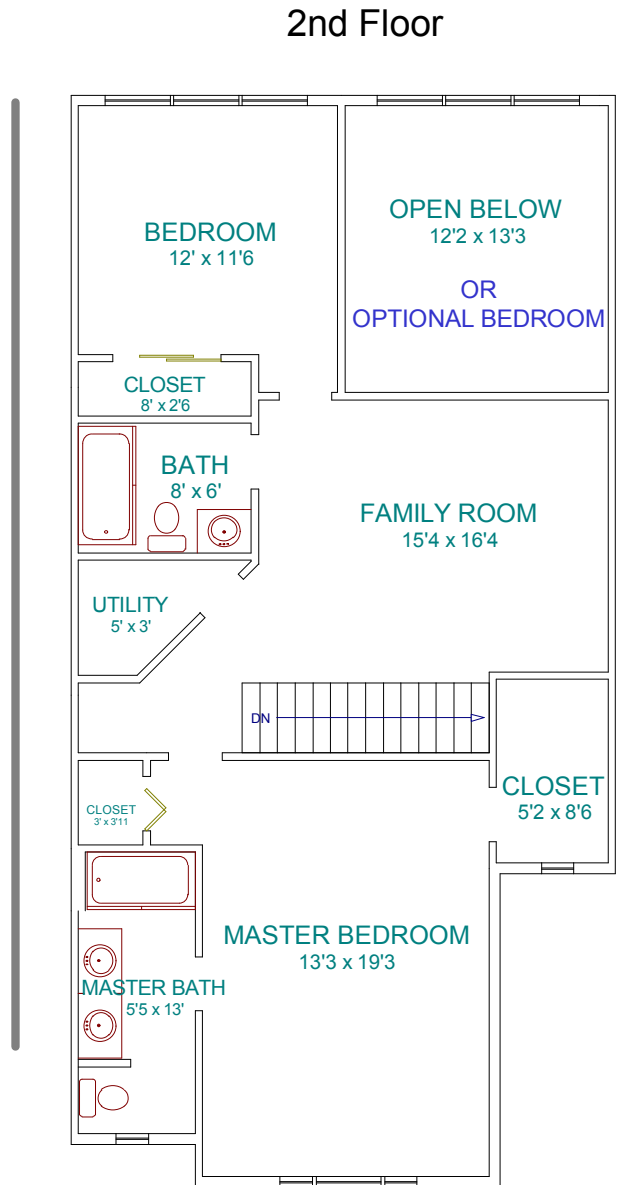 2nd Floor
BEDROOM
12' x 11'6
OPEN BELOW
12'2 x 13'3
OR
OPTIONAL BEDROOM
CLOSET
8' x 2'6
BATH
8' x 6'
FAMILY ROOM
15'4 x 16'4
UTILITY
5' x 3'
DN
CLOSET
5'2 x 8'6
CLOSET
3' x 3'11
MASTER BEDROOM
13'3 x 19'3
MASTER BATH
5'5 x 13'